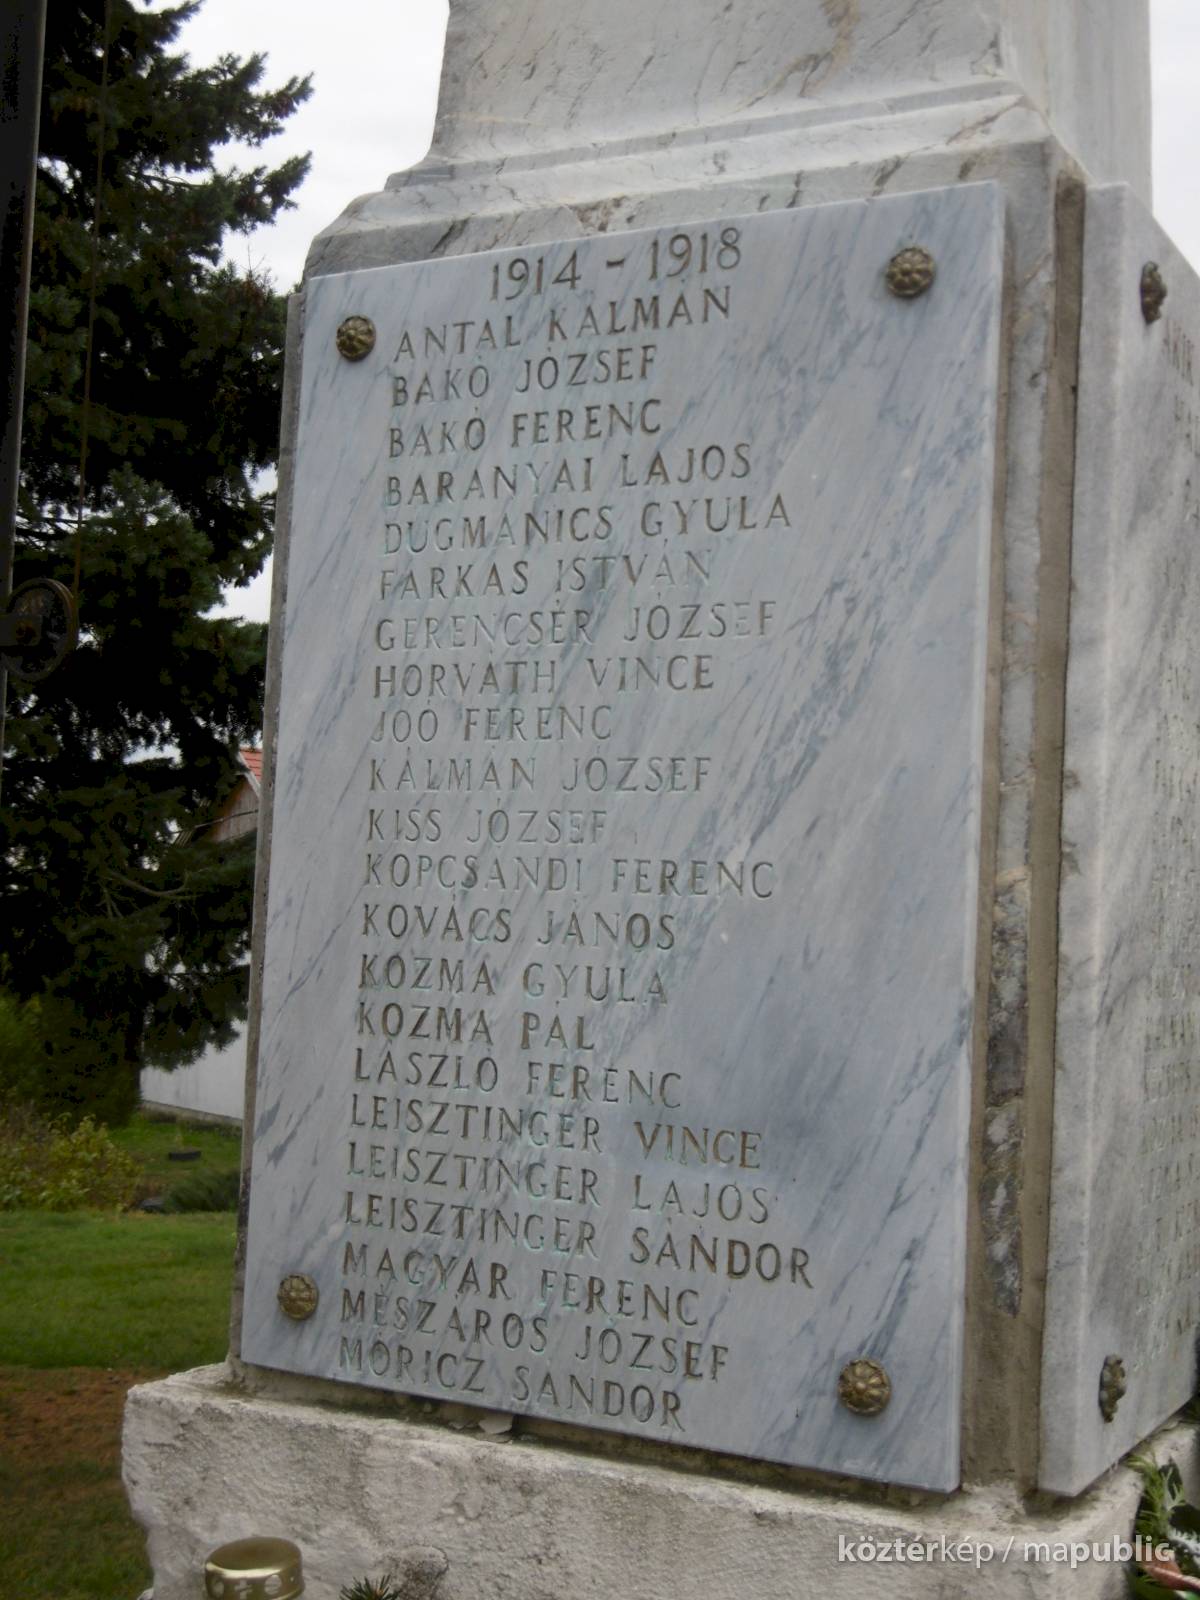 1914 - 1918
ANTAL KÁLMÁN
BAKÓ JÓZSEF
BAKÓ FERENC
BARANYAI LAJOS
DUGMANICS GYULA
FARKAS ISTVÁN
GERENCSÉR JÓZSEF
HORVÁTH VINCE
JOÓ FERENC
KÁLMÁN JÓZSEF
KISS JÓZSEF
KOPCSÁNDI FERENC
KOVÁCS JÁNOS
KOZMA GYULA
KOZMA PÁL
LÁSZLÓ FERENC
LEISZTINGER VINCE
LEISZTINGER LAJOS
LEISZTINGER SÁNDOR
MAGYAR FERENC
MÉSZÁROS JÓZSEF
MÓRICZ SÁNDOR
köztérkép / mapublic